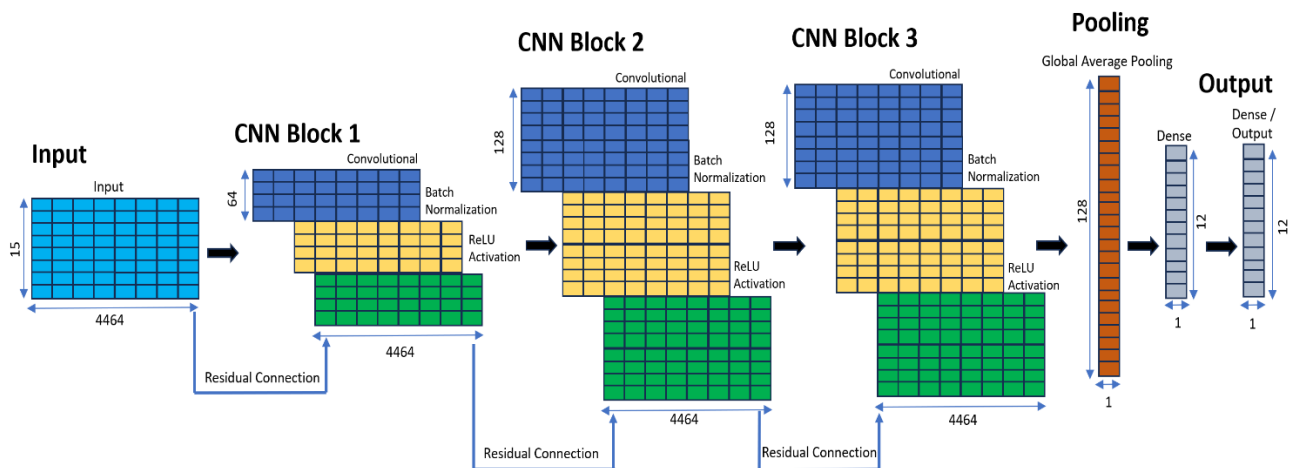 Input
Input
15
4464
Residual Connection
CNN Block 1
Convolutional
64
Batch
Normalization
ReLU
Activation
4464
Residual Connection
CNN Block 2
Convolutional
128
Batch
Normalization
ReLU
Activation
4464
Residual Connection
CNN Block 3
Convolutional
128
Batch
Normalization
ReLU
Activation
4464
Pooling
Global Average Pooling
128
1
Output
Dense
12
1
Dense /
Output
12
1